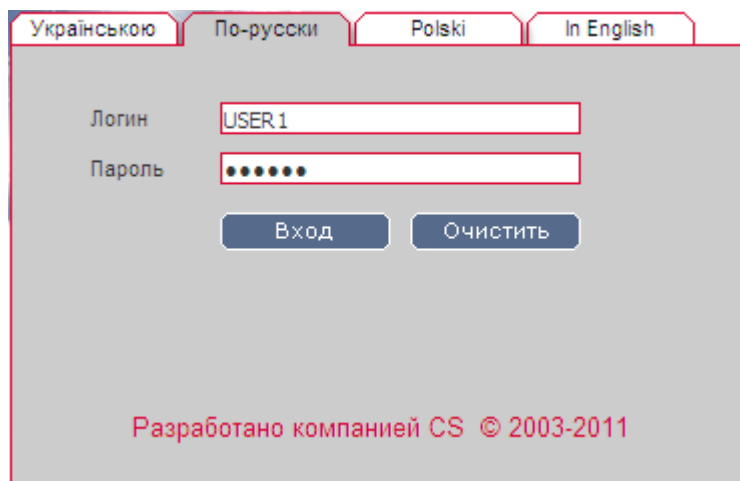 Українською По-русски Polski In English
Логин USER1
Пароль ●●●●●●
Вход Очистить
Разработано компанией CS © 2003-2011